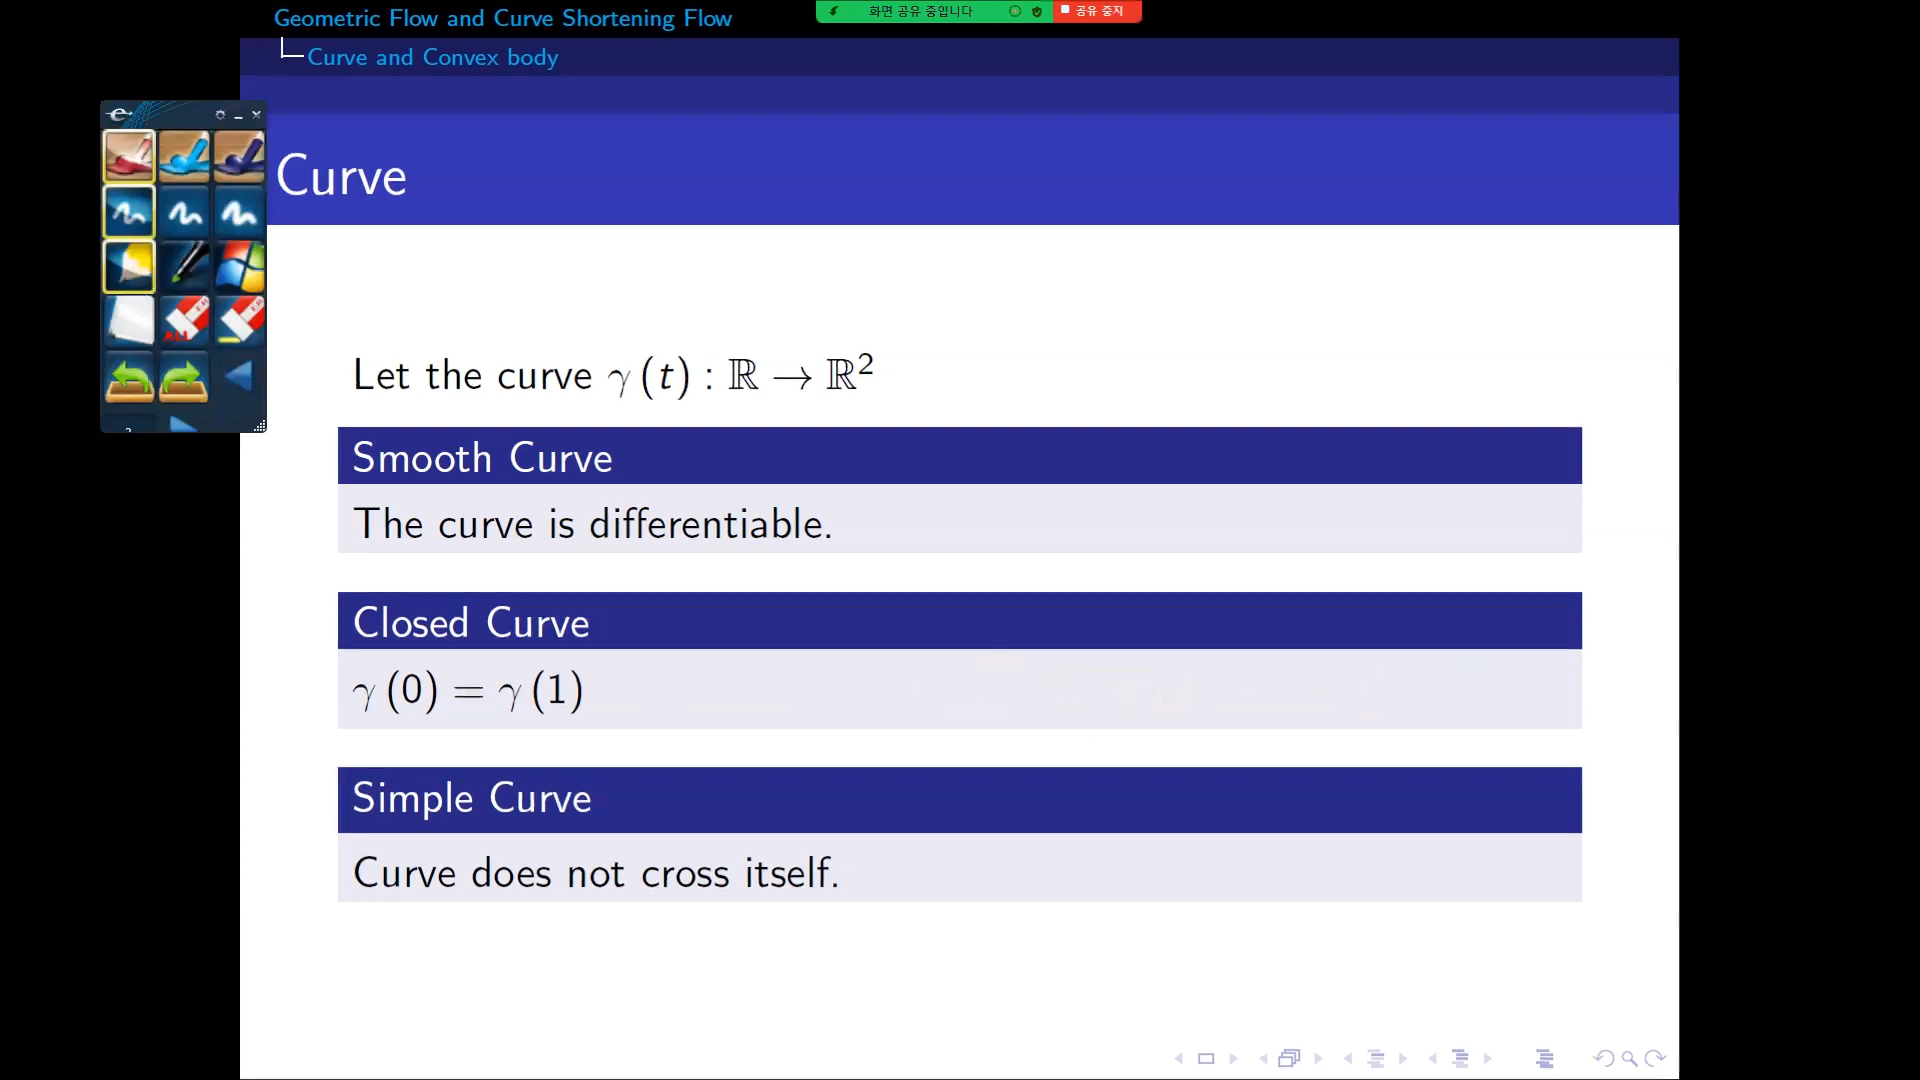 Geometric Flow and Curve Shortening Flow
화면 공유 중입니다
공유 중지
Curve and Convex body
Curve
Let the curve γ(t) : ℝ → ℝ²
Smooth Curve
The curve is differentiable.
Closed Curve
γ(0) = γ(1)
Simple Curve
Curve does not cross itself.
ALL